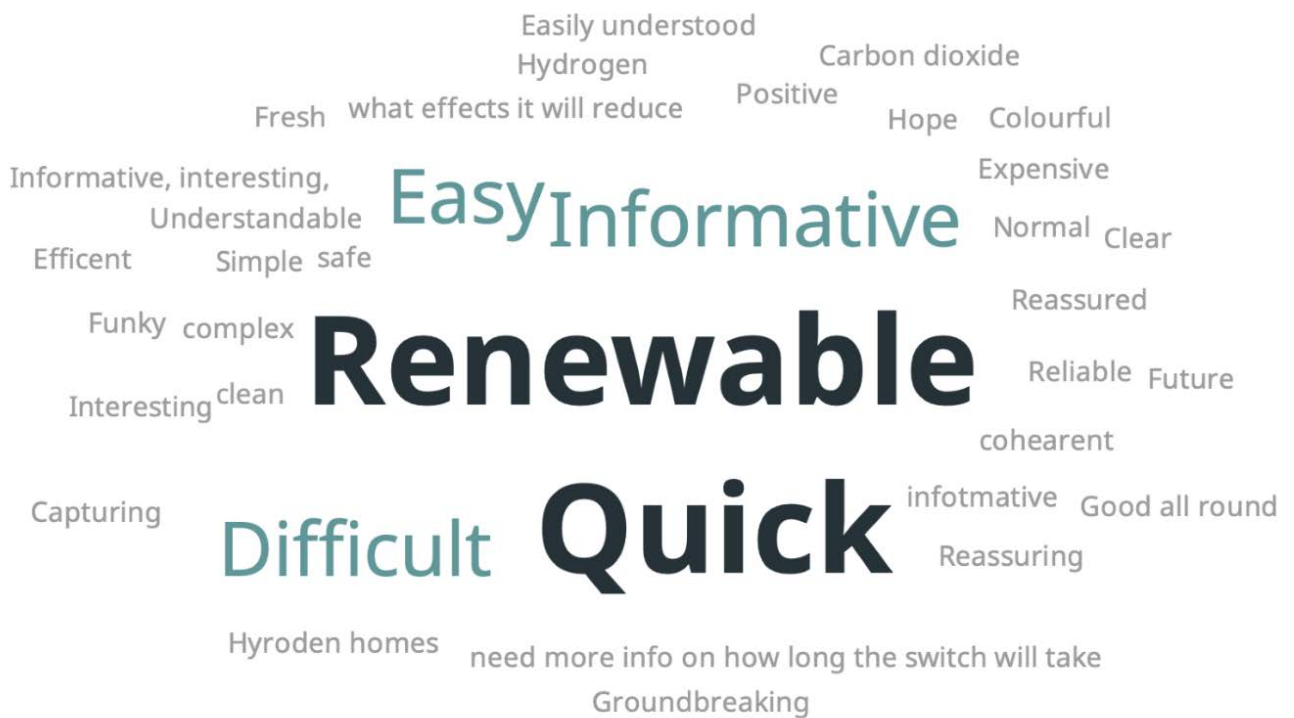 Easily understood
Hydrogen
Carbon dioxide
Positive
Fresh
what effects it will reduce
Hope
Colourful
Informative, interesting,
Easy
Informative
Expensive
Understandable
Normal
Clear
Efficent
Simple
safe
Reassured
Funky
complex
Renewable
Reliable
Future
Interesting
clean
cohearent
Capturing
Difficult
Quick
infotmative
Good all round
Reassuring
Hyroden homes
need more info on how long the switch will take
Groundbreaking